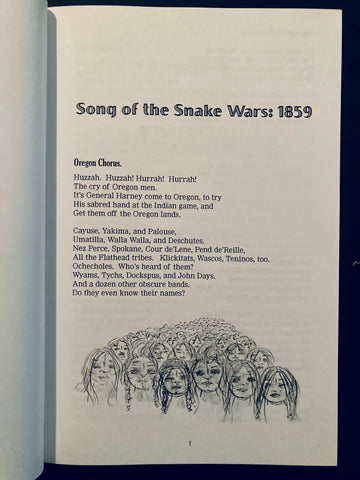 Song of the Snake Wars: 1859
Oregon Chorus.
Huzzah. Huzzah! Hurrah! Hurrah!
The cry of Oregon men.
It's General Harney come to Oregon, to try
His sabred hand at the Indian game, and
Get them off the Oregon lands.
Cayuse, Yakima, and Palouse,
Umatilla, Walla Walla, and Deschutes.
Nez Perce, Spokane, Cour de'Lene, Pend de'Reille,
All the Flathead tribes. Klickitats, Wascos, Teninos, too.
Ochecholes. Who's heard of them?
Wyams, Tychs, Dockspus, and John Days.
And a dozen other obscure bands.
Do they even know their names?
1